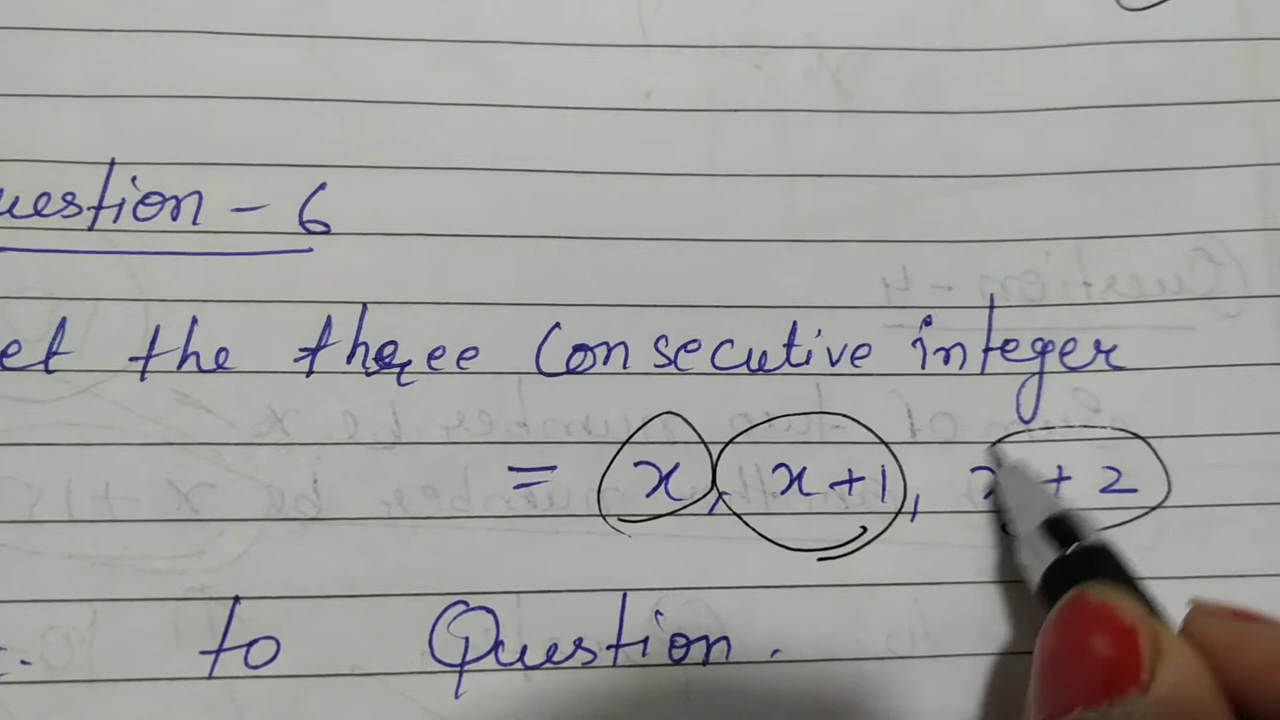 uestion - 6
et the three Consecutive integer
= x, x+1, x+2
. to Question.